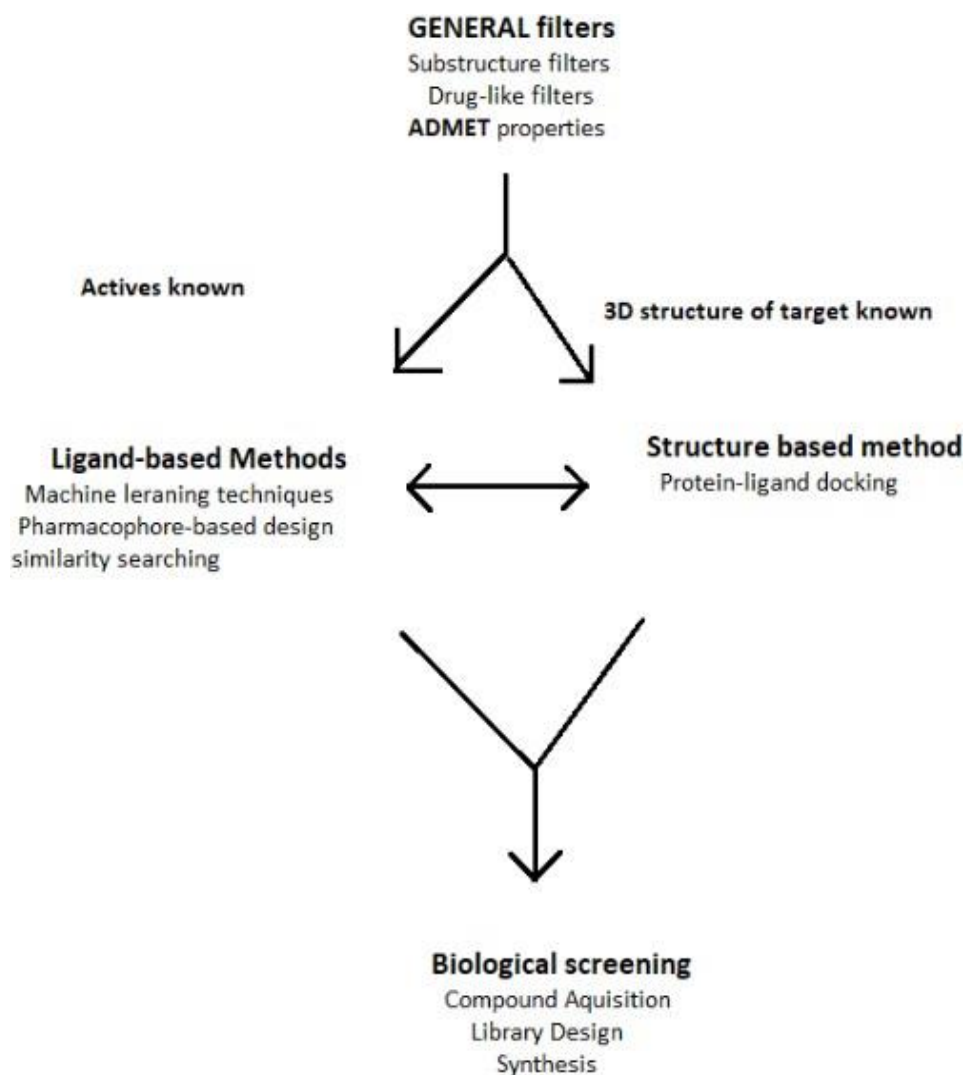 GENERAL filters
Substructure filters
Drug-like filters
ADMET properties
Actives known
3D structure of target known
Ligand-based Methods
Machine leraning techniques
Pharmacophore-based design
similarity searching
Structure based method
Protein-ligand docking
Biological screening
Compound Aquisition
Library Design
Synthesis